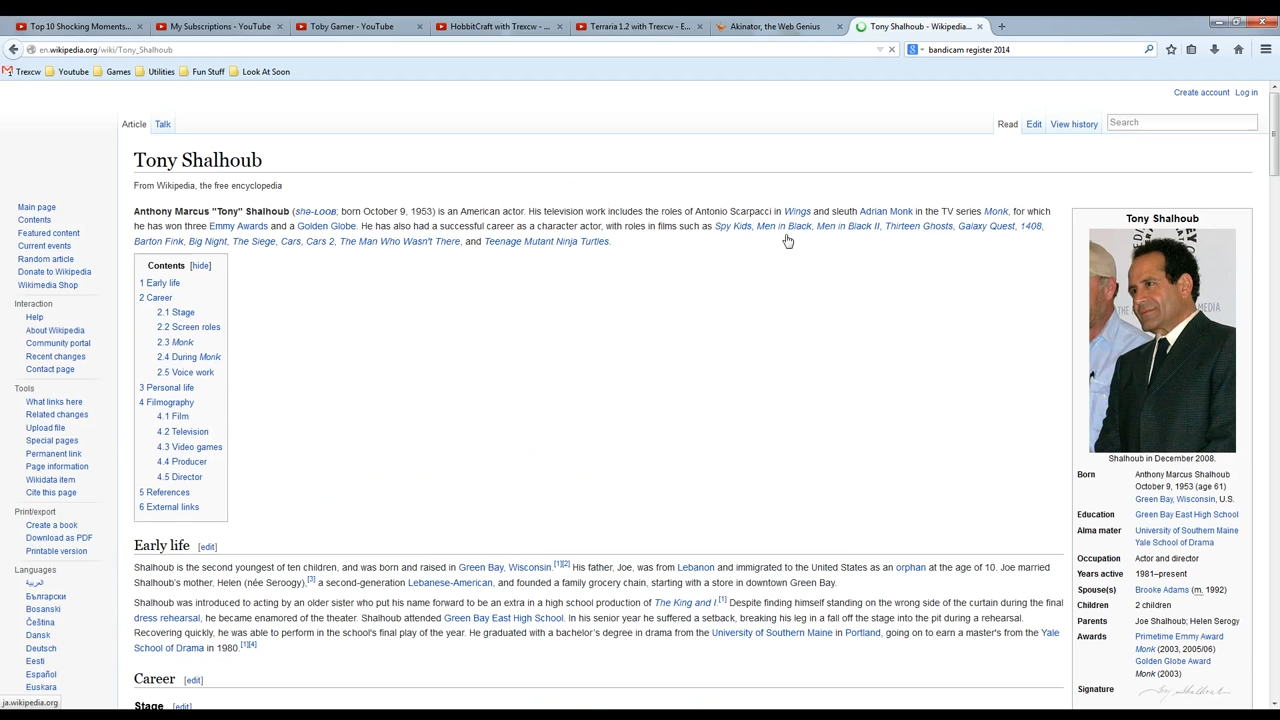 Top 10 Shocking Moments...
My Subscriptions - YouTube
Toby Gamer - YouTube
HobbitCraft with Trexcw - ...
Terraria 1.2 with Trexcw - E...
Akinator, the Web Genius
Tony Shalhoub - Wikipedia...
en.wikipedia.org/wiki/Tony_Shalhoub
bandicam register 2014
Trexcw
Youtube
Games
Utilities
Fun Stuff
Look At Soon
Create account Log in
Article Talk
Read Edit View history
Search
Tony Shalhoub
From Wikipedia, the free encyclopedia
Anthony Marcus "Tony" Shalhoub (shə-LOOB; born October 9, 1953) is an American actor. His television work includes the roles of Antonio Scarpacci in Wings and sleuth Adrian Monk in the TV series Monk, for which
he has won three Emmy Awards and a Golden Globe. He has also had a successful career as a character actor, with roles in films such as Spy Kids, Men in Black, Men in Black II, Thirteen Ghosts, Galaxy Quest, 1408,
Barton Fink, Big Night, The Siege, Cars, Cars 2, The Man Who Wasn't There, and Teenage Mutant Ninja Turtles.
Contents [hide]
1 Early life
2 Career
2.1 Stage
2.2 Screen roles
2.3 Monk
2.4 During Monk
2.5 Voice work
3 Personal life
4 Filmography
4.1 Film
4.2 Television
4.3 Video games
4.4 Producer
4.5 Director
5 References
6 External links
Early life [edit]
Shalhoub is the second youngest of ten children, and was born and raised in Green Bay, Wisconsin.[1][2] His father, Joe, was from Lebanon and immigrated to the United States as an orphan at the age of 10. Joe married
Shalhoub's mother, Helen (née Seroogy),[3] a second-generation Lebanese-American, and founded a family grocery chain, starting with a store in downtown Green Bay.
Shalhoub was introduced to acting by an older sister who put his name forward to be an extra in a high school production of The King and I.[1] Despite finding himself standing on the wrong side of the curtain during the final
dress rehearsal, he became enamored of the theater. Shalhoub attended Green Bay East High School. In his senior year he suffered a setback, breaking his leg in a fall off the stage into the pit during a rehearsal.
Recovering quickly, he was able to perform in the school's final play of the year. He graduated with a bachelor's degree in drama from the University of Southern Maine in Portland, going on to earn a master's from the Yale
School of Drama in 1980.[1][4]
Career [edit]
Stage [edit]
Main page
Contents
Featured content
Current events
Random article
Donate to Wikipedia
Wikimedia Shop
Interaction
Help
About Wikipedia
Community portal
Recent changes
Contact page
Tools
What links here
Related changes
Upload file
Special pages
Permanent link
Page information
Wikidata item
Cite this page
Print/export
Create a book
Download as PDF
Printable version
Languages
العربية
Български
Bosanski
Čeština
Dansk
Deutsch
Eesti
Español
Euskara
ja.wikipedia.org
Tony Shalhoub
Shalhoub in December 2008.
Born Anthony Marcus Shalhoub
October 9, 1953 (age 61)
Green Bay, Wisconsin, U.S.
Education Green Bay East High School
Alma mater University of Southern Maine
Yale School of Drama
Occupation Actor and director
Years active 1981–present
Spouse(s) Brooke Adams (m. 1992)
Children 2 children
Parents Joe Shalhoub; Helen Serogy
Awards Primetime Emmy Award
Monk (2003, 2005/06)
Golden Globe Award
Monk (2003)
Signature